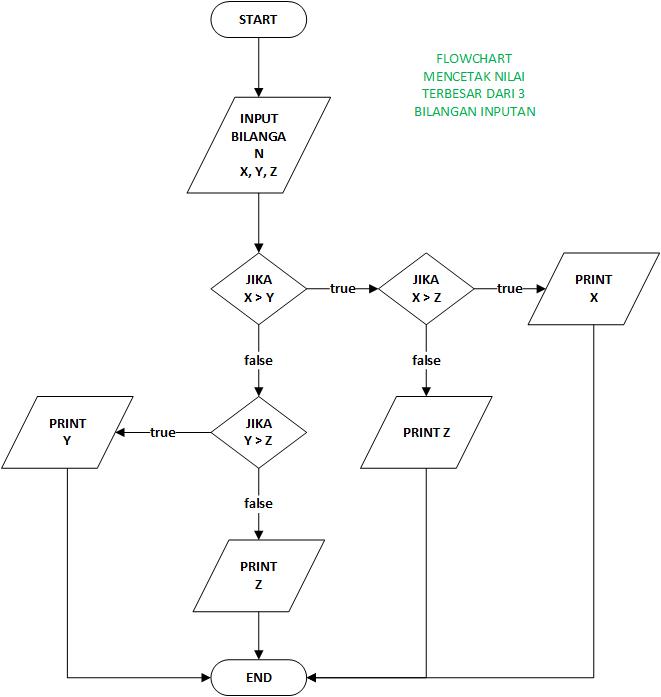 START
FLOWCHART
MENCETAK NILAI
TERBESAR DARI 3
BILANGAN INPUTAN
INPUT
BILANGA
N
X, Y, Z
JIKA
X > Y
true
JIKA
X > Z
true
PRINT
X
false
false
PRINT
Y
true
JIKA
Y > Z
PRINT Z
false
PRINT
Z
END